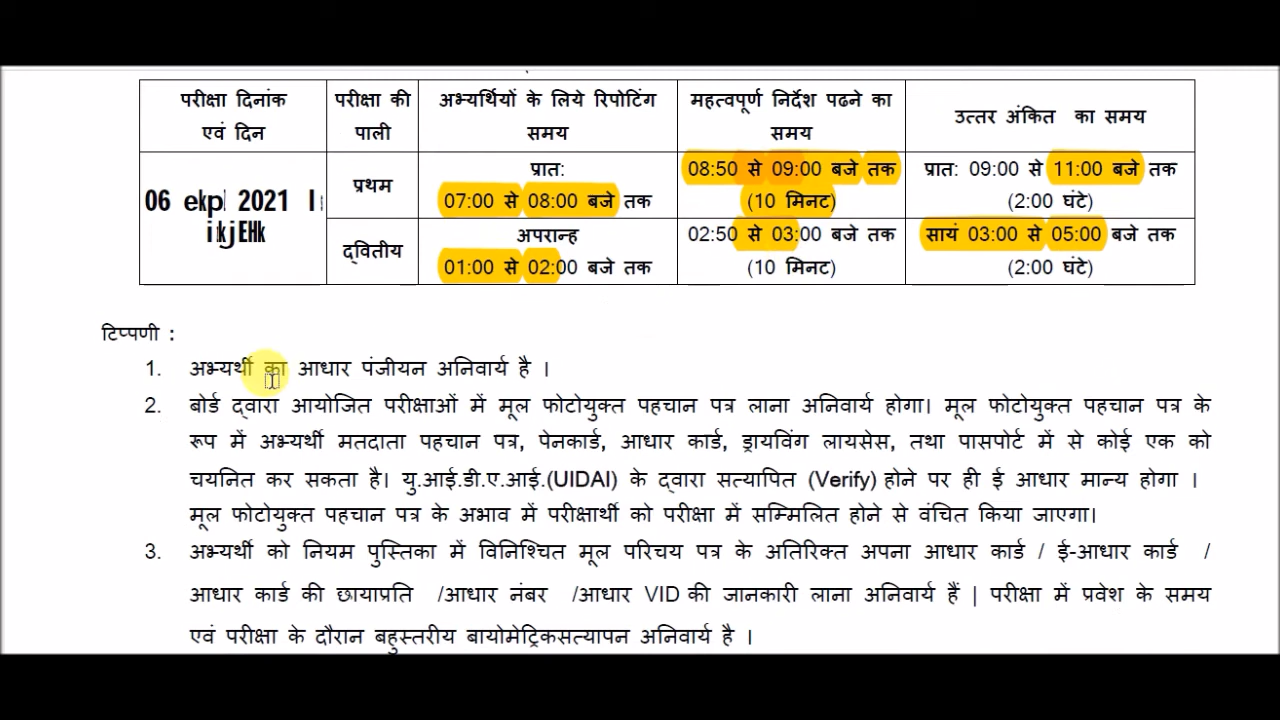 परीक्षा दिनांक
एवं दिन
परीक्षा की
पाली
अभ्यर्थियों के लिये रिपोटिंग
समय
महत्वपूर्ण निर्देश पढने का
समय
उत्तर अंकित का समय
06 2021
प्रथम
प्रात:
07:00 से 08:00 बजे तक
08:50 से 09:00 बजे तक
(10 मिनट)
प्रात: 09:00 से 11:00 बजे तक
(2:00 घंटे)
द्वितीय
अपरान्ह
01:00 से 02:00 बजे तक
02:50 से 03:00 बजे तक
(10 मिनट)
सायं 03:00 से 05:00 बजे तक
(2:00 घंटे)
टिप्पणी :
1. अभ्यर्थी का आधार पंजीयन अनिवार्य है ।
2. बोर्ड द्वारा आयोजित परीक्षाओं में मूल फोटोयुक्त पहचान पत्र लाना अनिवार्य होगा। मूल फोटोयुक्त पहचान पत्र के
रूप में अभ्यर्थी मतदाता पहचान पत्र, पेनकार्ड, आधार कार्ड, ड्रायविंग लायसेस, तथा पासपोर्ट में से कोई एक को
चयनित कर सकता है। यु.आई.डी.ए.आई.(UIDAI) के द्वारा सत्यापित (Verify) होने पर ही ई आधार मान्य होगा ।
मूल फोटोयुक्त पहचान पत्र के अभाव में परीक्षार्थी को परीक्षा में सम्मिलित होने से वंचित किया जाएगा।
3. अभ्यर्थी को नियम पुस्तिका में विनिश्चित मूल परिचय पत्र के अतिरिक्त अपना आधार कार्ड / ई-आधार कार्ड /
आधार कार्ड की छायाप्रति /आधार नंबर /आधार VID की जानकारी लाना अनिवार्य हैं | परीक्षा में प्रवेश के समय
एवं परीक्षा के दौरान बहुस्तरीय बायोमेट्रिकसत्यापन अनिवार्य है ।